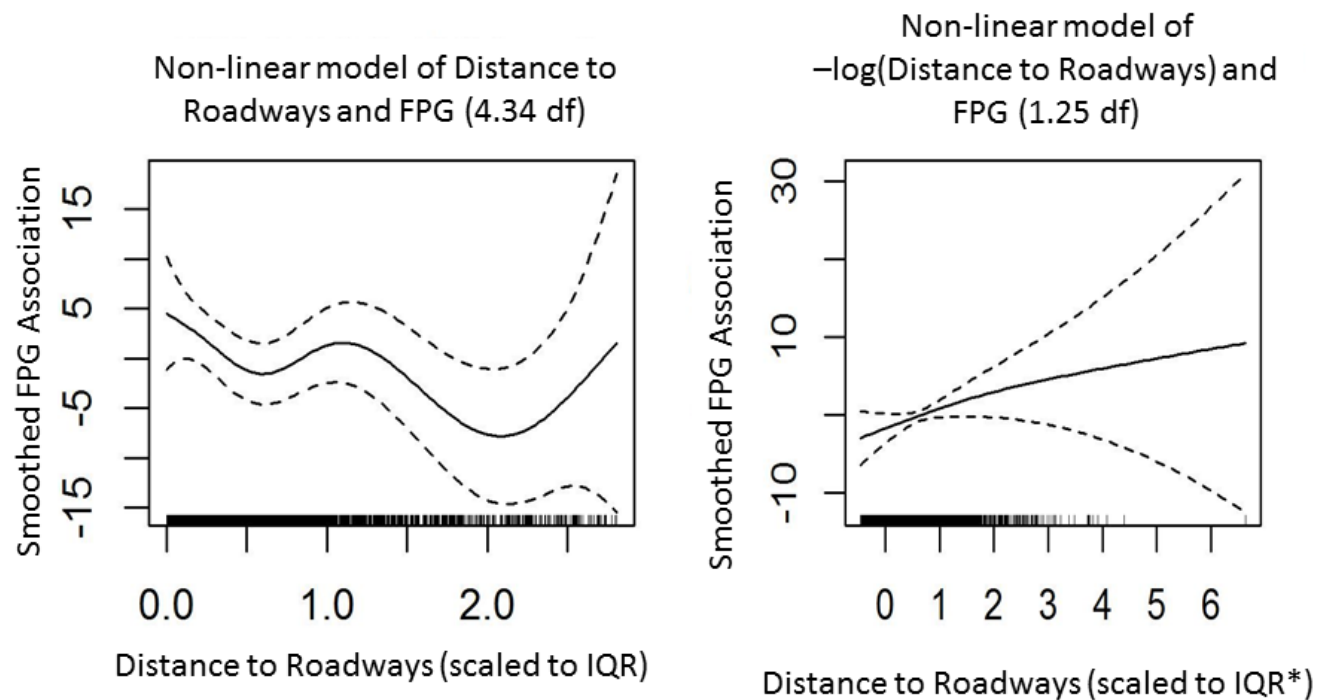 Non-linear model of Distance to
Roadways and FPG (4.34 df)
Smoothed FPG Association
15
5
-5
-15
0.0 1.0 2.0
Distance to Roadways (scaled to IQR)
Non-linear model of
–log(Distance to Roadways) and
FPG (1.25 df)
Smoothed FPG Association
30
10
-10
0 1 2 3 4 5 6
Distance to Roadways (scaled to IQR*)